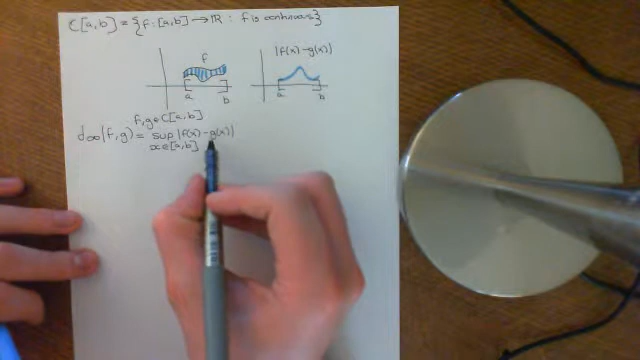 C[a,b] = {f:[a,b] → ℝ : f is continuous}
f
|f(x)-g(x)|
a b
a b
f,g∈C[a,b]
d∞(f,g) = sup |f(x)-g(x)|
x∈[a,b]